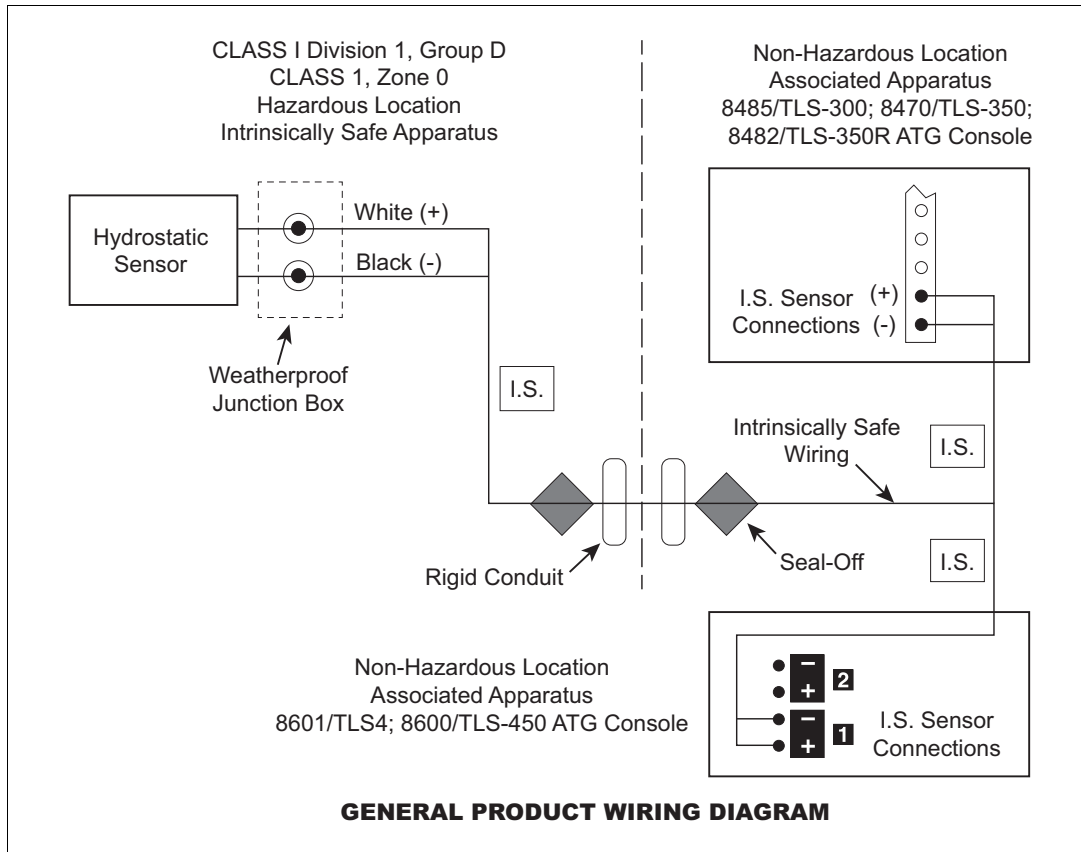 CLASS I Division 1, Group D
CLASS 1, Zone 0
Hazardous Location
Intrinsically Safe Apparatus
Non-Hazardous Location
Associated Apparatus
8485/TLS-300; 8470/TLS-350;
8482/TLS-350R ATG Console
Hydrostatic
Sensor
White (+)
Black (-)
Weatherproof
Junction Box
I.S.
I.S. Sensor
Connections
(+)
(-)
Intrinsically Safe
Wiring
I.S.
I.S.
Rigid Conduit
Seal-Off
Non-Hazardous Location
Associated Apparatus
8601/TLS4; 8600/TLS-450 ATG Console
−
+
2
−
+
1
I.S. Sensor
Connections
GENERAL PRODUCT WIRING DIAGRAM